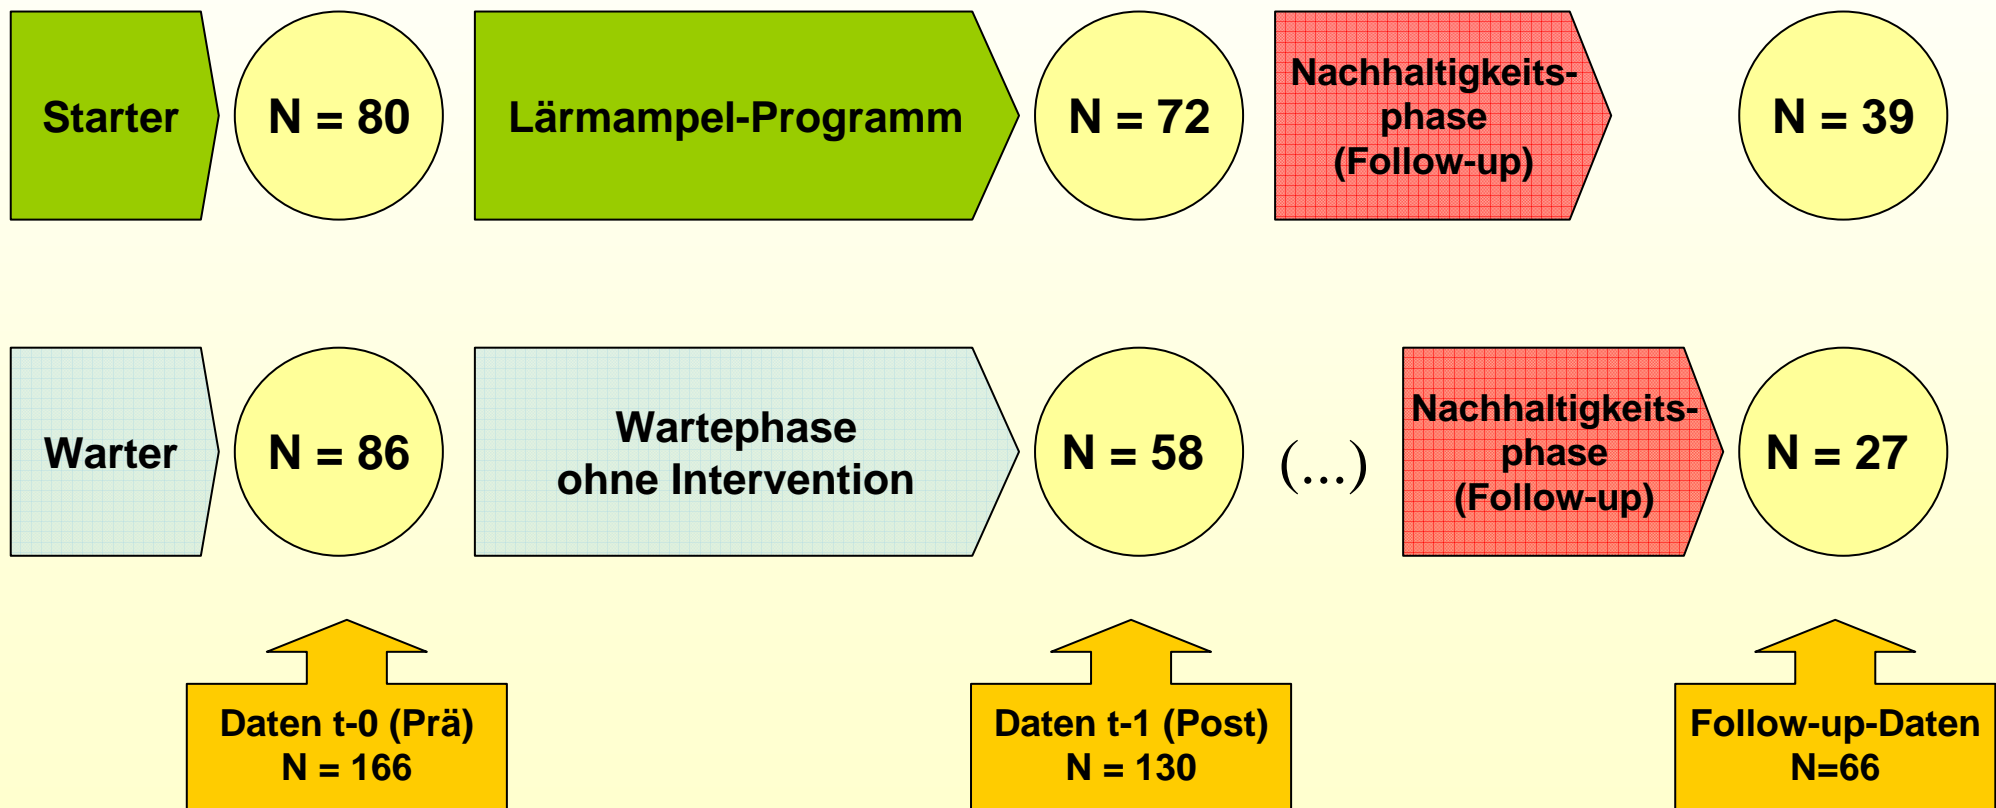 Starter
N = 80
Lärmampel-Programm
N = 72
Nachhaltigkeits-
phase
(Follow-up)
N = 39
Warter
N = 86
Wartephase
ohne Intervention
N = 58
(...)
Nachhaltigkeits-
phase
(Follow-up)
N = 27
Daten t-0 (Prä)
N = 166
Daten t-1 (Post)
N = 130
Follow-up-Daten
N=66